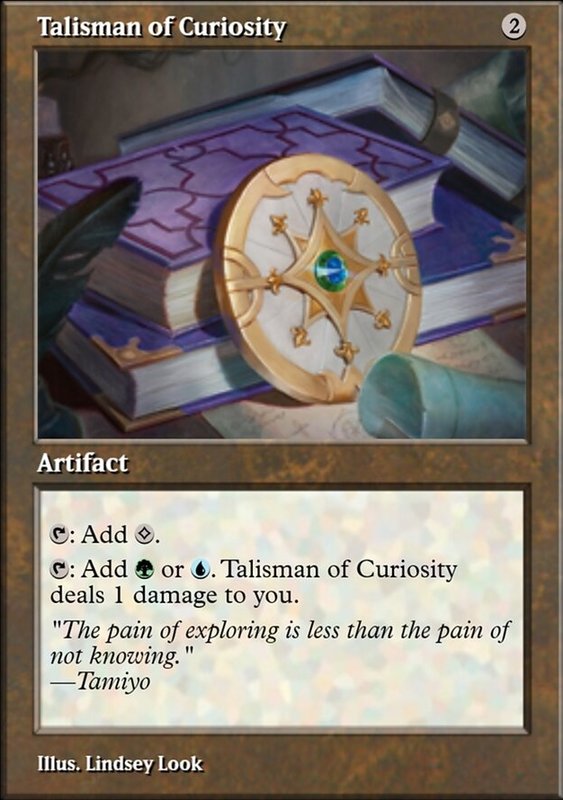 Talisman of Curiosity 2
Artifact
: Add .
: Add or . Talisman of Curiosity
deals 1 damage to you.
"The pain of exploring is less than the pain of
not knowing."
—Tamiyo
Illus. Lindsey Look